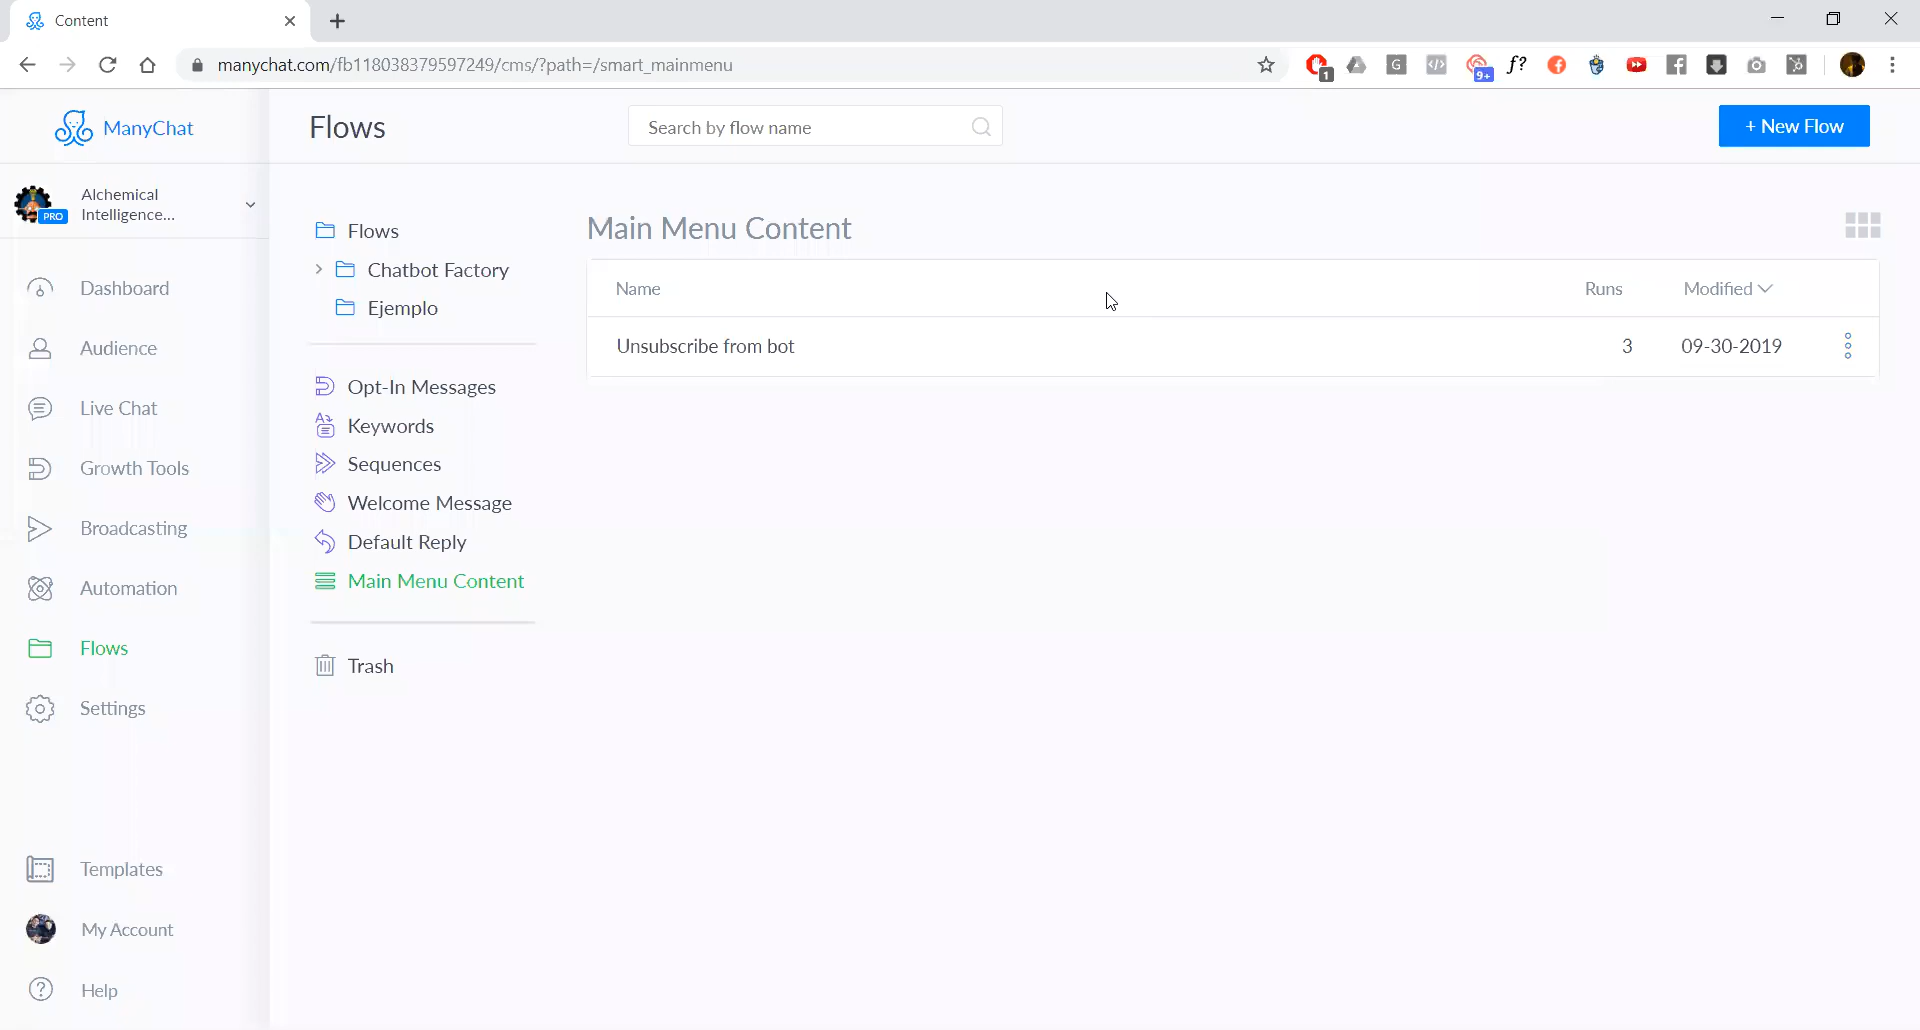 Content
manychat.com/fb118038379597249/cms/?path=/smart_mainmenu
1
G
9+
f?
ManyChat
Flows
Search by flow name
+ New Flow
PRO
Alchemical
Intelligence...
Dashboard
Audience
Live Chat
Growth Tools
Broadcasting
Automation
Flows
Settings
Templates
My Account
Help
Flows
Chatbot Factory
Ejemplo
Opt-In Messages
Keywords
Sequences
Welcome Message
Default Reply
Main Menu Content
Trash
Main Menu Content
Name Runs Modified
Unsubscribe from bot 3 09-30-2019